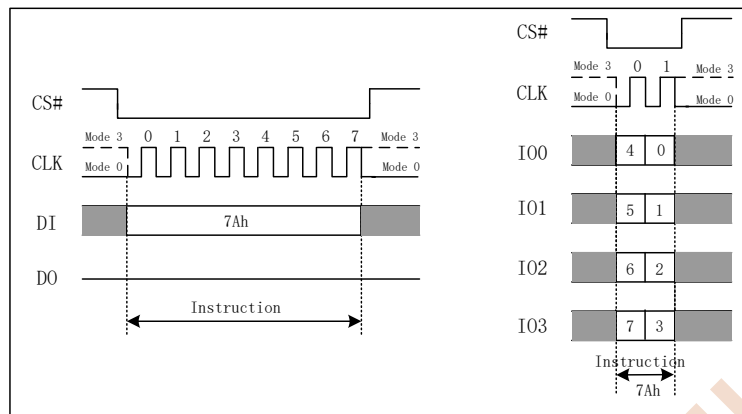 CS#
Mode 3 0 1 2 3 4 5 6 7 Mode 3
CLK
Mode 0 Mode 0
DI 7Ah
DO
Instruction
CS#
Mode 3 0 1 Mode 3
CLK
Mode 0 Mode 0
IO0 4 0
IO1 5 1
IO2 6 2
IO3 7 3
Instruction
7Ah